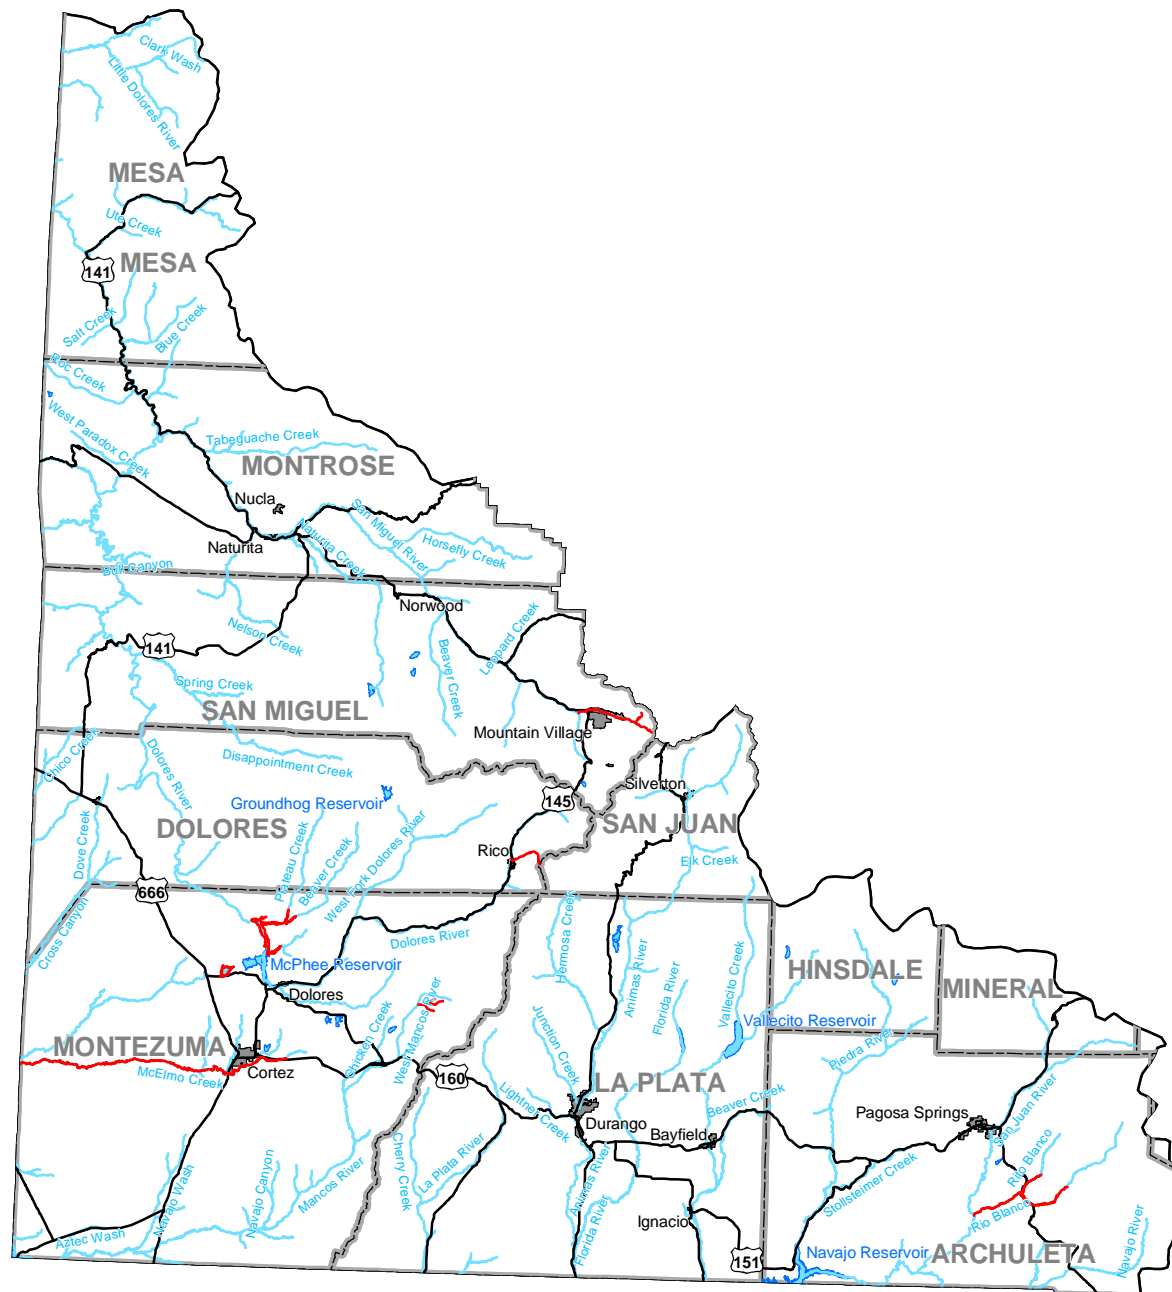 Clark Wash
Little Dolores River
MESA
Ute Creek
MESA
141
Salt Creek
Blue Creek
Roc Creek
West Paradox Creek
Tabeguache Creek
MONTROSE
Nucla
San Miguel River
Naturita Creek
Horsefly Creek
Naturita
Bull Canyon
Norwood
Leopard Creek
Nelson Creek
141
Beaver Creek
Spring Creek
SAN MIGUEL
Mountain Village
Chico Creek
Dolores River
Disappointment Creek
Silverton
Groundhog Reservoir
145
DOLORES
SAN JUAN
Dove Creek
Plateau Creek
Beaver Creek
West Fork Dolores River
Rico
Elk Creek
666
Cross Canyon
Hermosa Creek
Dolores River
Animas River
Florida River
Vallecito Creek
McPhee Reservoir
HINSDALE
MINERAL
Dolores
Chicken Creek
West Mancos River
Junction Creek
Vallecito Reservoir
Piedra River
MONTEZUMA
McElmo Creek
Cortez
160
Lightner Creek
LA PLATA
Beaver Creek
San Juan River
Pagosa Springs
Durango
Bayfield
Cherry Creek
La Plata River
Rio Blanco
Navajo Wash
Navajo Canyon
Mancos River
Animas River
Florida River
Stollsteimer Creek
Rio Blanco
Ignacio
Navajo River
Aztec Wash
151
Navajo Reservoir
ARCHULETA